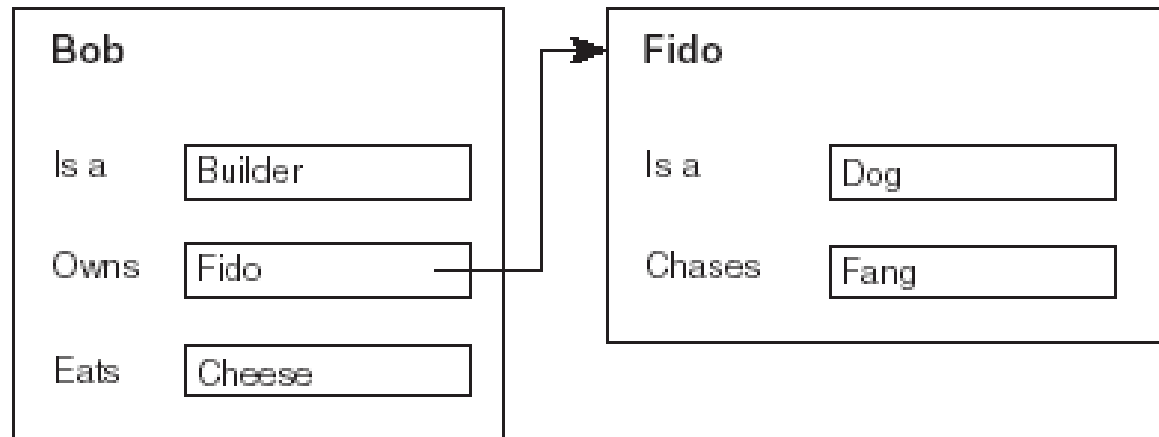 Bob
Is a Builder
Owns Fido
Eats Cheese
Fido
Is a Dog
Chases Fang